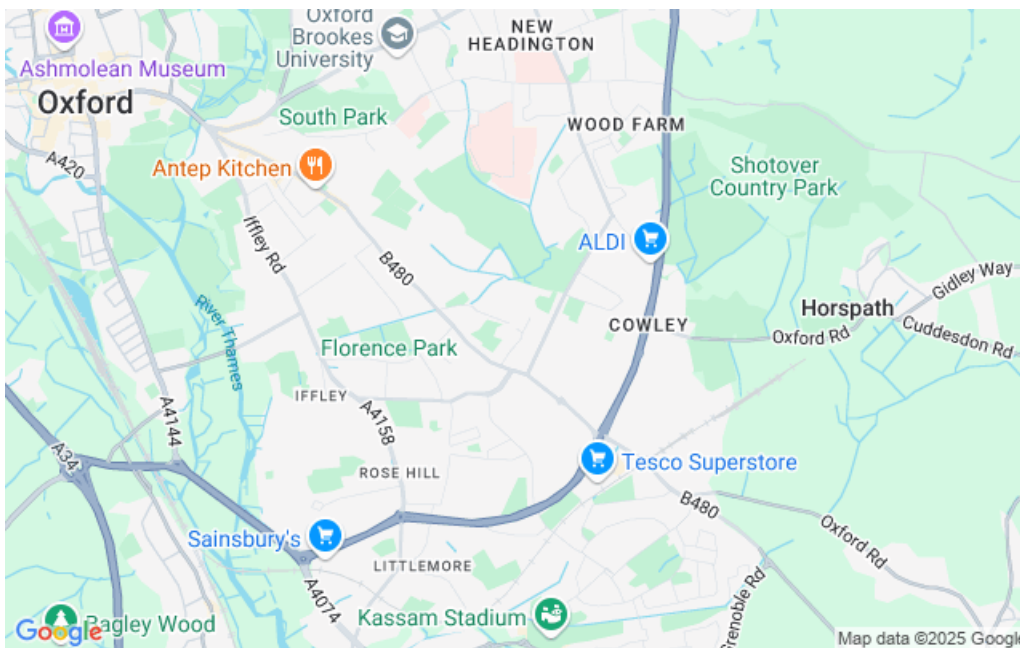 Oxford
Brookes
University
NEW
HEADINGTON
Ashmolean Museum
Oxford
South Park
WOOD FARM
A420
Antep Kitchen
Shotover
Country Park
Iffley Rd
ALDI
B480
Gidley Way
River Thames
Horspath
COWLEY
Oxford Rd
Cuddesdon Rd
Florence Park
IFFLEY
A4144
A4158
A34
ROSE HILL
Tesco Superstore
B480
Sainsbury's
Oxford Rd
LITTLEMORE
A4074
Grenoble Rd
Kassam Stadium
Bagley Wood
Google
Map data ©2025 Google